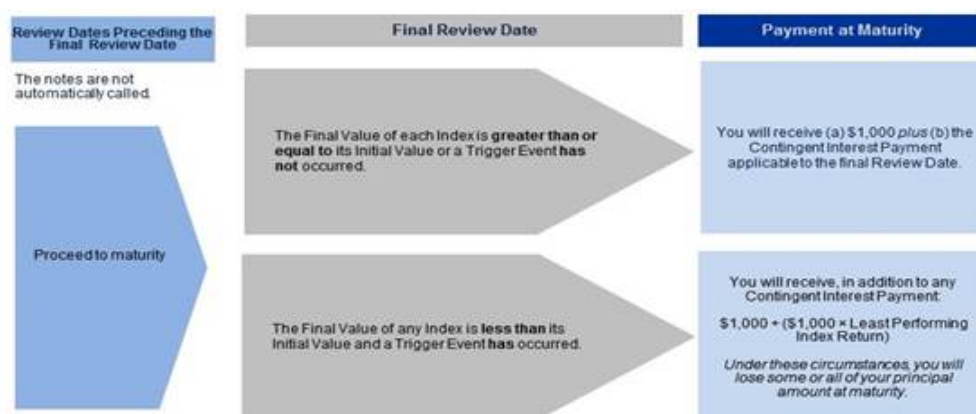 Review Dates Preceding the
Final Review Date
Final Review Date
Payment at Maturity
The notes are not
automatically called.
Proceed to maturity
The Final Value of each Index is greater than or
equal to its Initial Value or a Trigger Event has
not occurred.
You will receive (a) $1,000 plus (b) the
Contingent Interest Payment
applicable to the final Review Date.
The Final Value of any Index is less than its
Initial Value and a Trigger Event has occurred.
You will receive, in addition to any
Contingent Interest Payment:
$1,000 + ($1,000 × Least Performing
Index Return)
Under these circumstances, you will
lose some or all of your principal
amount at maturity.